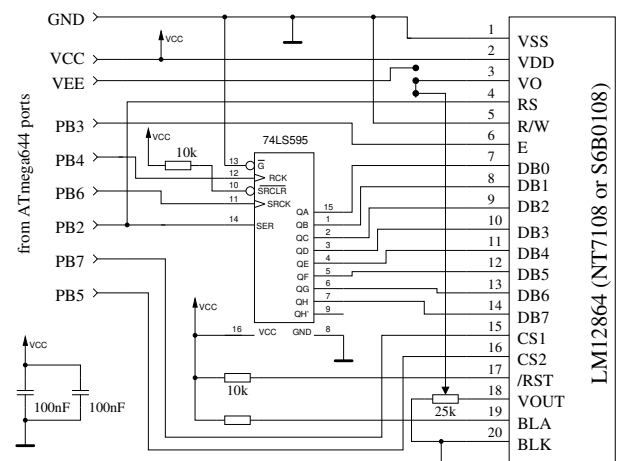 GND
VCC
VEE
PB3
PB4
PB6
PB2
PB7
PB5
from ATmega644 ports
VCC
VCC
10k
74LS595
13
12
10
11
14
G
RCK
SRCLR
SRCK
SER
QA
QB
QC
QD
QE
QF
QG
QH
QH'
15
1
2
3
4
5
6
7
9
16
VCC
GND
8
VCC
10k
25k
VCC
100nF
100nF
1
VSS
2
VDD
3
VO
4
RS
5
R/W
6
E
7
DB0
8
DB1
9
DB2
10
DB3
11
DB4
12
DB5
13
DB6
14
DB7
15
CS1
16
CS2
17
/RST
18
VOUT
19
BLA
20
BLK
LM12864 (NT7108 or S6B0108)